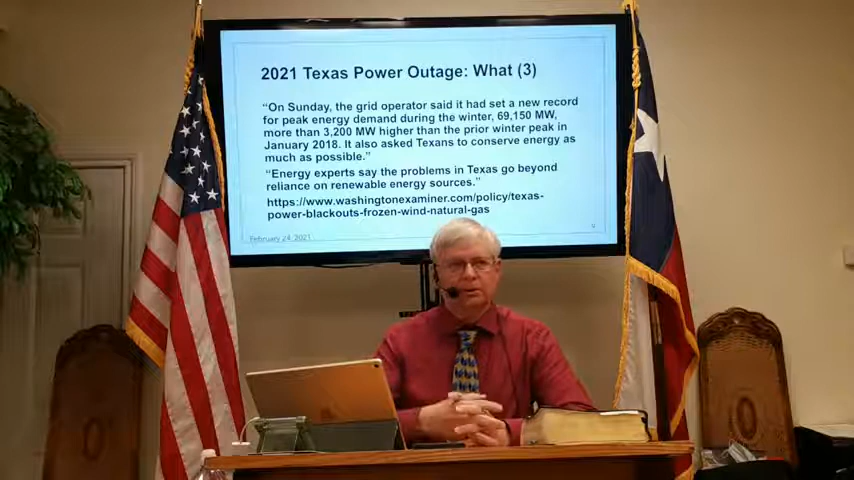 2021 Texas Power Outage: What (3)
"On Sunday, the grid operator said it had set a new record
for peak energy demand during the winter, 69,150 MW,
more than 3,200 MW higher than the prior winter peak in
January 2018. It also asked Texans to conserve energy as
much as possible."
"Energy experts say the problems in Texas go beyond
reliance on renewable energy sources."
https://www.washingtonexaminer.com/policy/texas-
power-blackouts-frozen-wind-natural-gas
February 24, 2021